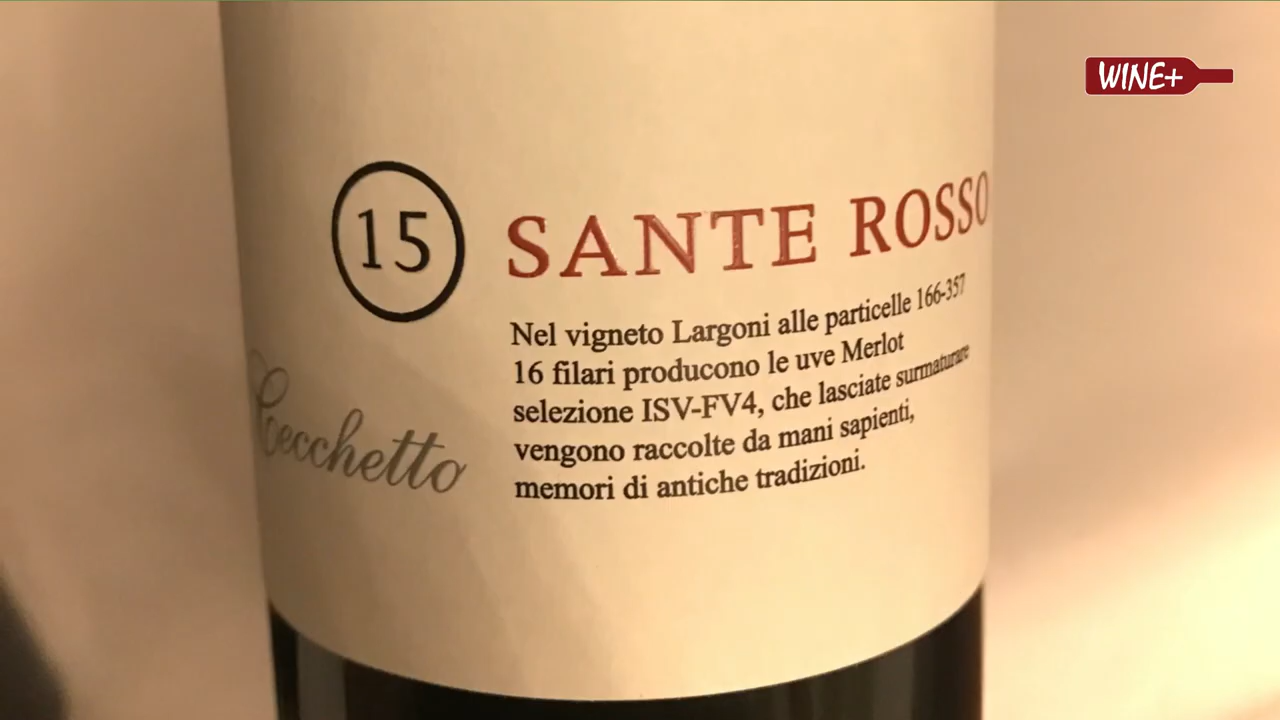 WINE+
15
SANTE ROSSO
Nel vigneto Largoni alle particelle 166-357
16 filari producono le uve Merlot
selezione ISV-FV4, che lasciate surmaturare
vengono raccolte da mani sapienti,
memori di antiche tradizioni.
Cecchetto